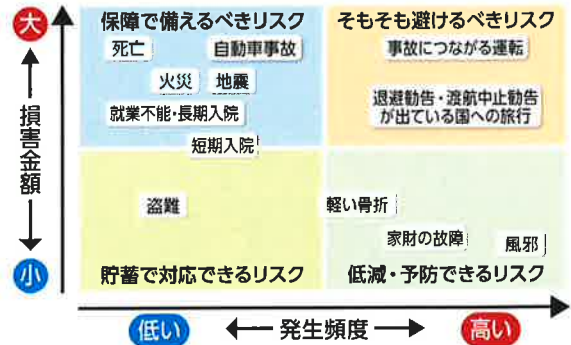 大
損害金額
小
保障で備えるべきリスク
死亡
自動車事故
火災
地震
就業不能・長期入院
短期入院
そもそも避けるべきリスク
事故につながる運転
退避勧告・渡航中止勧告
が出ている国への旅行
盗難
貯蓄で対応できるリスク
軽い骨折
家財の故障
風邪
低減・予防できるリスク
低い
発生頻度
高い